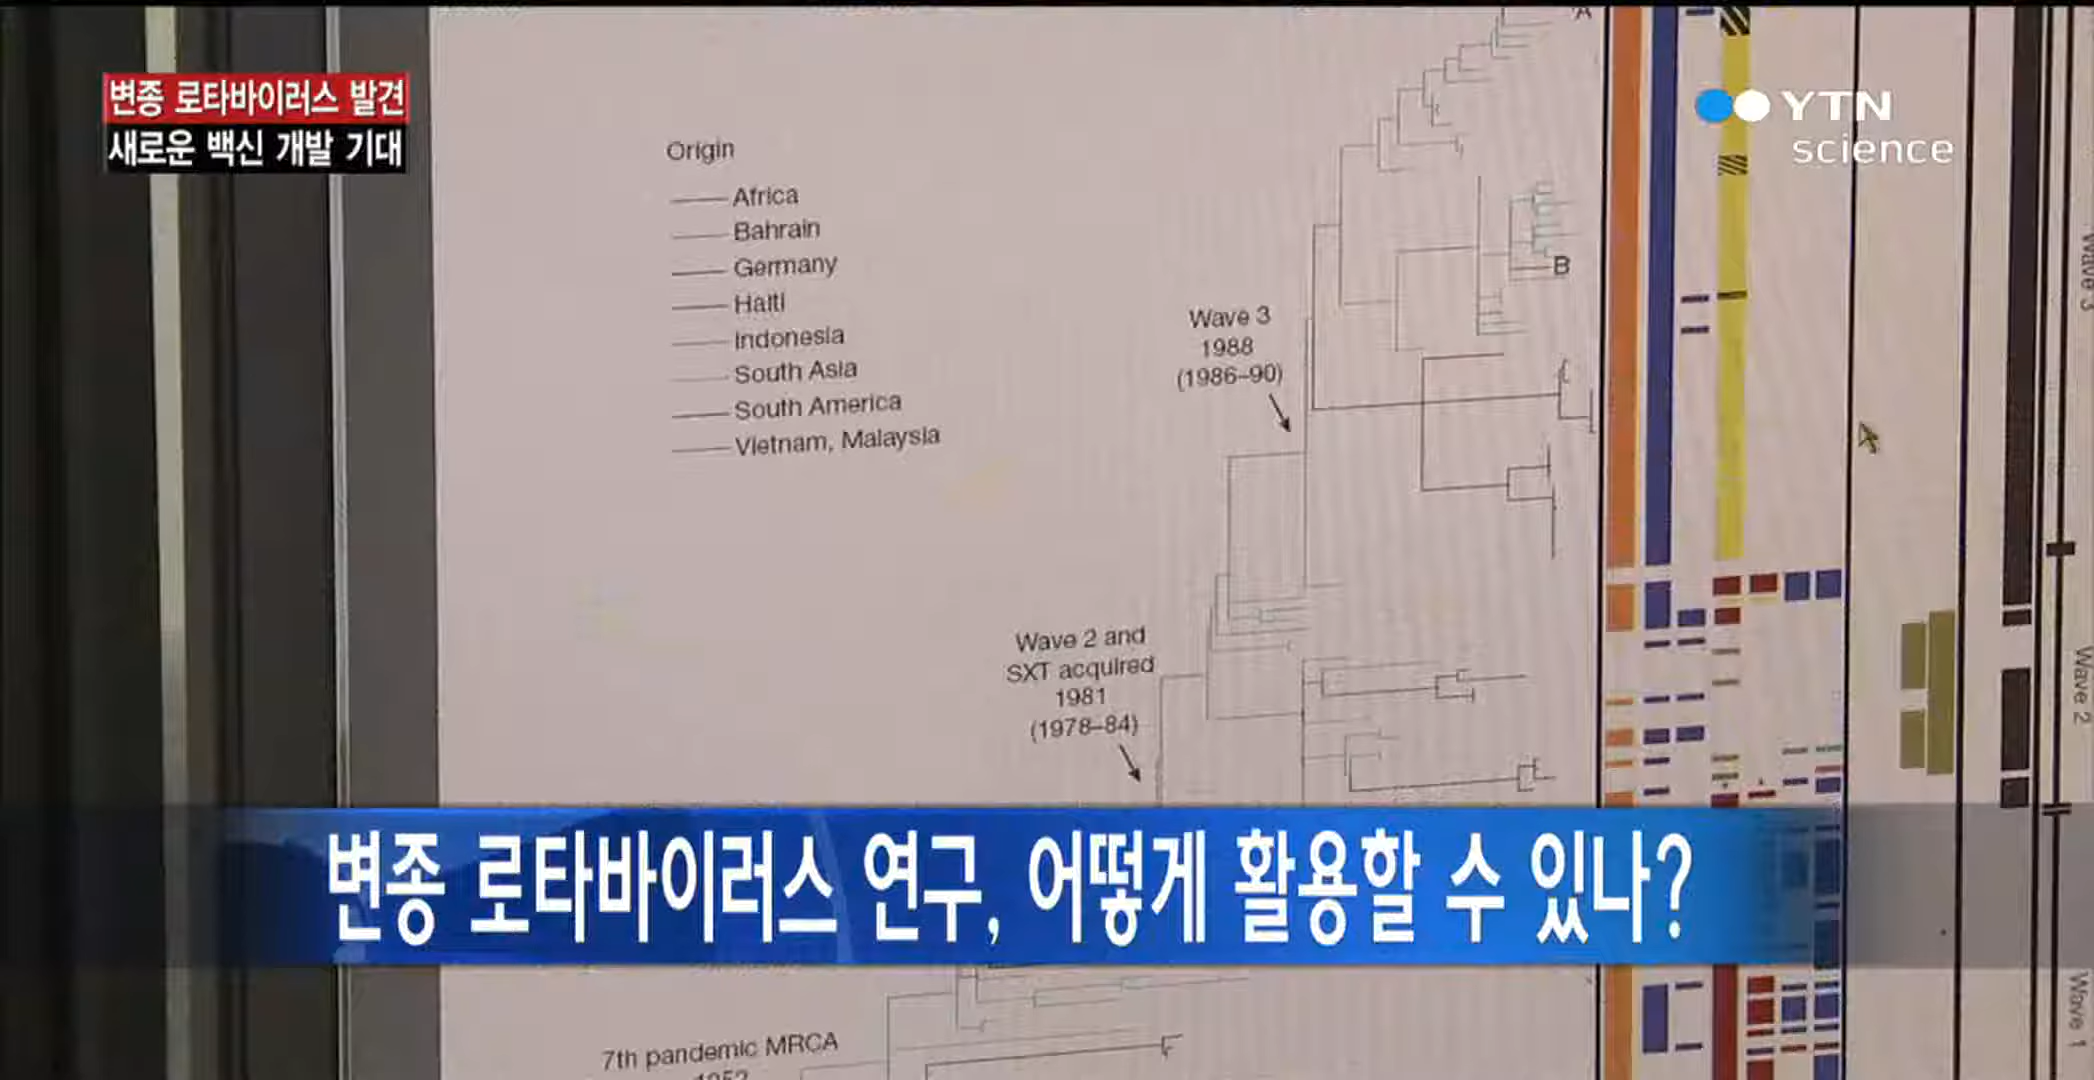 변종 로타바이러스 발견
새로운 백신 개발 기대
YTN
science
Origin
Africa
Bahrain
Germany
Haiti
Indonesia
South Asia
South America
Vietnam, Malaysia
A
B
Wave 3
1988
(1986–90)
Wave 2 and
SXT acquired
1981
(1978–84)
Wave 3
Wave 2
변종 로타바이러스 연구, 어떻게 활용할 수 있나?
7th pandemic MRCA
1952
Wave 1